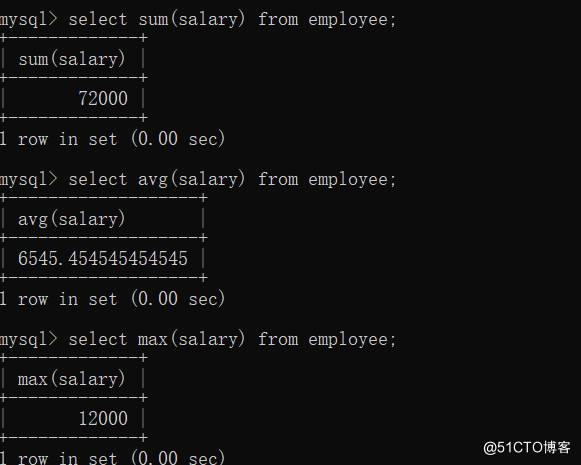 mysql> select sum(salary) from employee;
+-------------+
| sum(salary) |
+-------------+
|       72000 |
+-------------+
1 row in set (0.00 sec)
mysql> select avg(salary) from employee;
+-------------------+
| avg(salary)       |
+-------------------+
| 6545.454545454545 |
+-------------------+
1 row in set (0.00 sec)
mysql> select max(salary) from employee;
+-------------+
| max(salary) |
+-------------+
|       12000 |
+-------------+
1 row in set (0.00 sec)
@51CTO博客